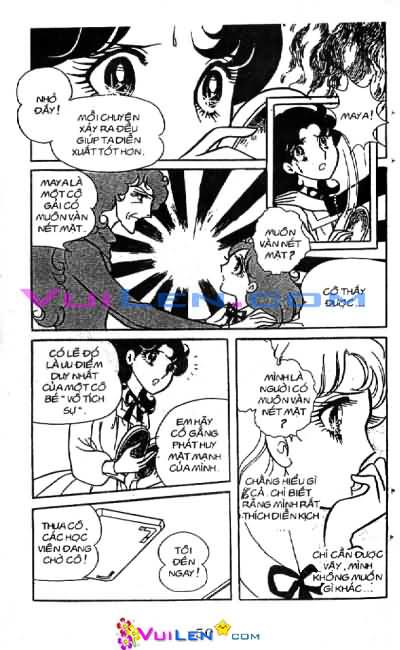 NHỚ
ĐẤY!
MỖI CHUYỆN
XẢY RA ĐỀU
GIÚP TA DIỄN
XUẤT TỐT HƠN.
MAYA!
MAYA LÀ
MỘT CÔ
GÁI CÓ
MUÔN VÀN
NÉT MẶT.
MUÔN
VÀN NÉT
MẶT?
CÔ THẤY
ĐƯỢC...
VuiLen.com
CÓ LẼ ĐÓ
LÀ ƯU ĐIỂM
DUY NHẤT
CỦA MỘT CÔ
BÉ "VÔ TÍCH
SỰ".
EM HÃY
CỐ GẮNG
PHÁT HUY
MẶT MẠNH
CỦA MÌNH.
MÌNH LÀ
NGƯỜI CÓ
MUÔN VÀN
NÉT MẶT
?
CHẲNG HIỂU GÌ
CẢ. CHỈ BIẾT
RẰNG MÌNH RẤT
THÍCH DIỄN KỊCH
CHỈ CẦN ĐƯỢC
VẬY, MÌNH
KHÔNG MUỐN
GÌ KHÁC...
THƯA CÔ,
CÁC HỌC
VIÊN ĐANG
CHỜ CÔ!
TÔI
ĐẾN
NGAY!
VuiLen.com